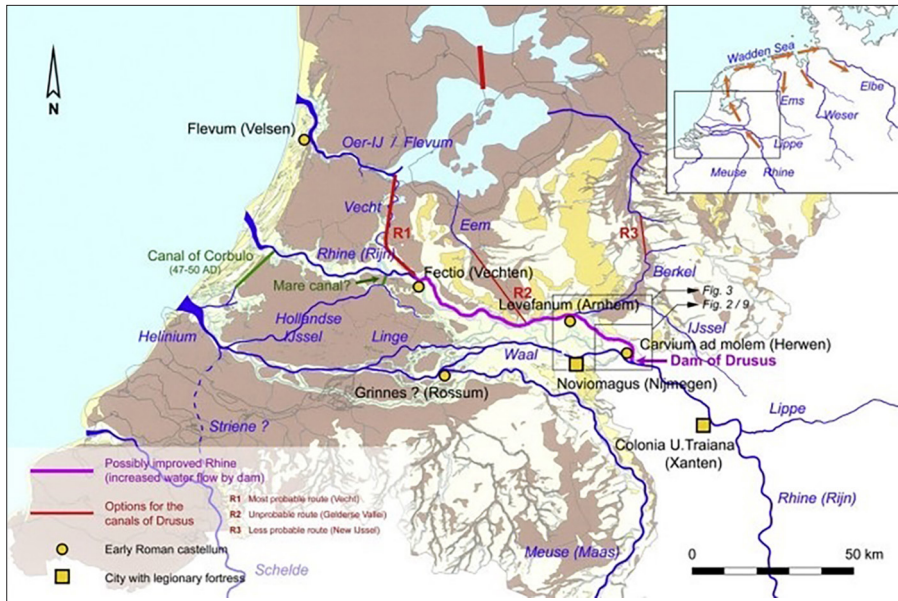 N
Flevum (Velsen)
Oer-IJ / Flevum
Vecht
R1
Eem
R2
R3
Berkel
Canal of Corbulo
(47-50 AD)
Rhine (Rijn)
Mare canal?
Fectio (Vechten)
Levefanum (Arnhem)
Fig. 3
Fig. 2 / 9
IJssel
Helinium
Hollandse
IJssel
Linge
Waal
Carvium ad molem (Herwen)
Dam of Drusus
Noviomagus (Nijmegen)
Grinnes ? (Rossum)
Striene ?
Lippe
Colonia U.Traiana
(Xanten)
Rhine (Rijn)
Meuse (Maas)
Schelde
Possibly improved Rhine
(increased water flow by dam)
Options for the
canals of Drusus
R1 Most probable route (Vecht)
R2 Unprobable route (Gelderse Vallei)
R3 Less probable route (New IJssel)
Early Roman castellum
City with legionary fortress
0 50 km
Wadden Sea
Ems
Elbe
Weser
Lippe
Meuse
Rhine